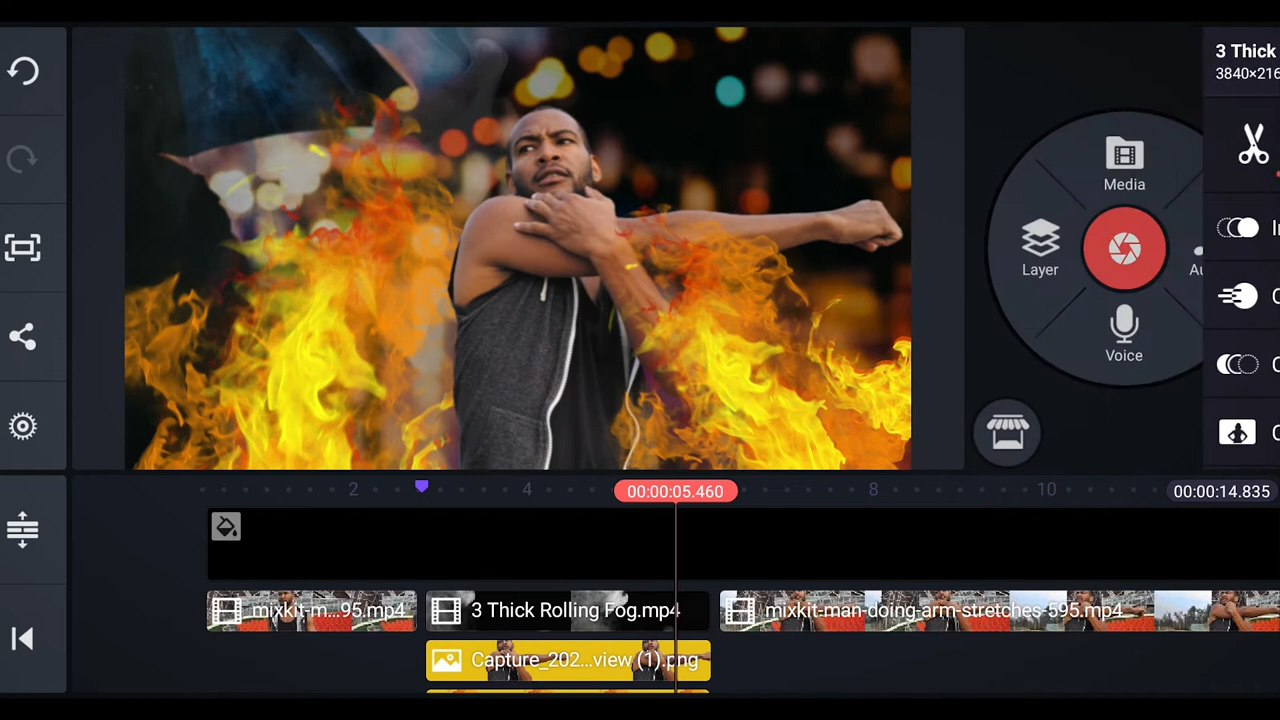 3 Thick
3840×216
Media
Layer
Voice
2
4
00:00:05.460
8
10
00:00:14.835
mixkit-m...95.mp4
3 Thick Rolling Fog.mp4
mixkit-man-doing-arm-stretches-595.mp4
Capture_202...view (1).png